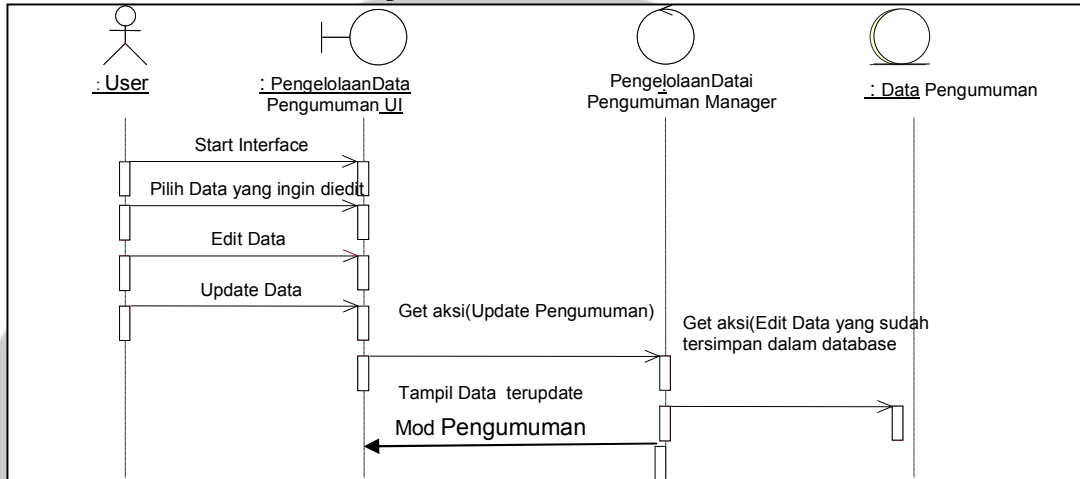 : User
: PengelolaanData
Pengumuman UI
PengelolaanDatai
:
Pengumuman Manager
: Data Pengumuman
Start Interface
Pilih Data yang ingin diedit
Edit Data
Update Data
Get aksi(Update Pengumuman)
Get aksi(Edit Data yang sudah
tersimpan dalam database
Tampil Data terupdate
Mod Pengumuman